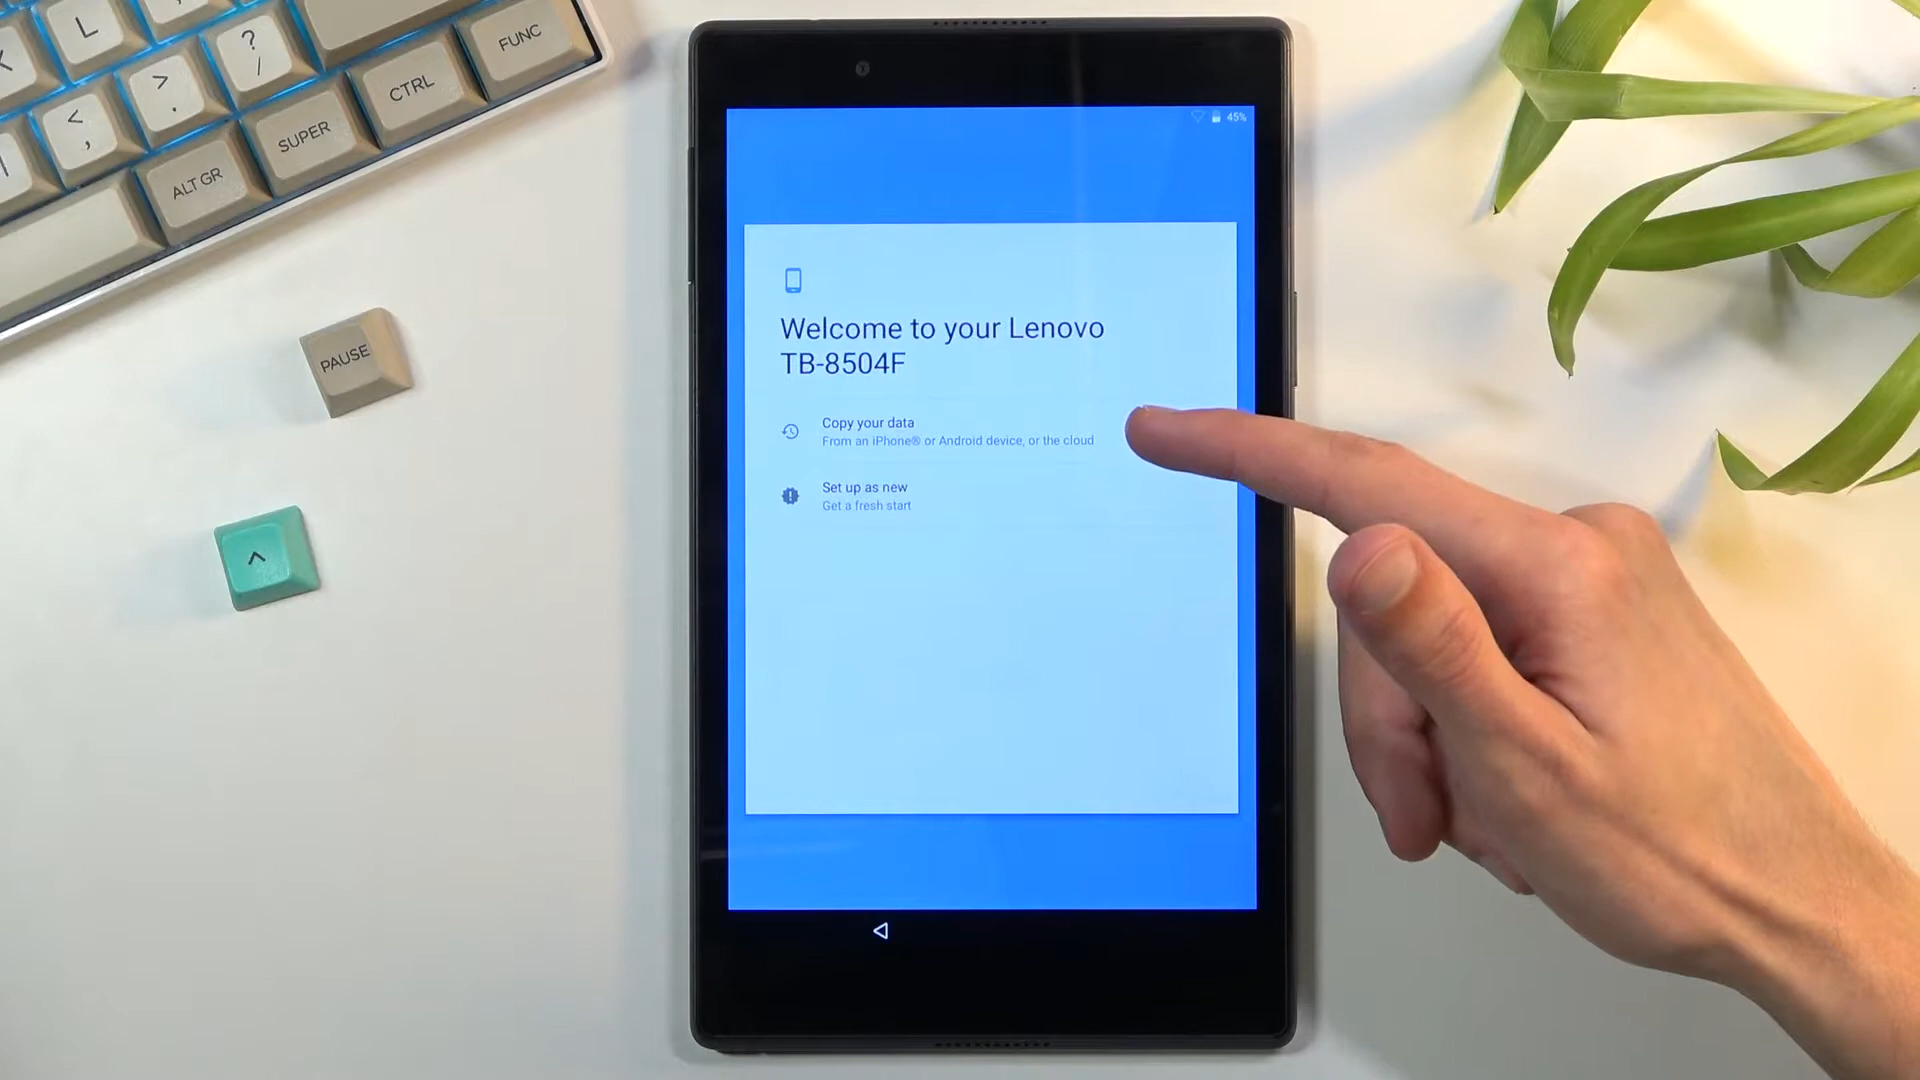 L
K
?
/
>
.
<
,
FUNC
CTRL
SUPER
ALT GR
PAUSE
^
45%
Welcome to your Lenovo
TB-8504F
Copy your data
From an iPhone® or Android device, or the cloud
Set up as new
Get a fresh start